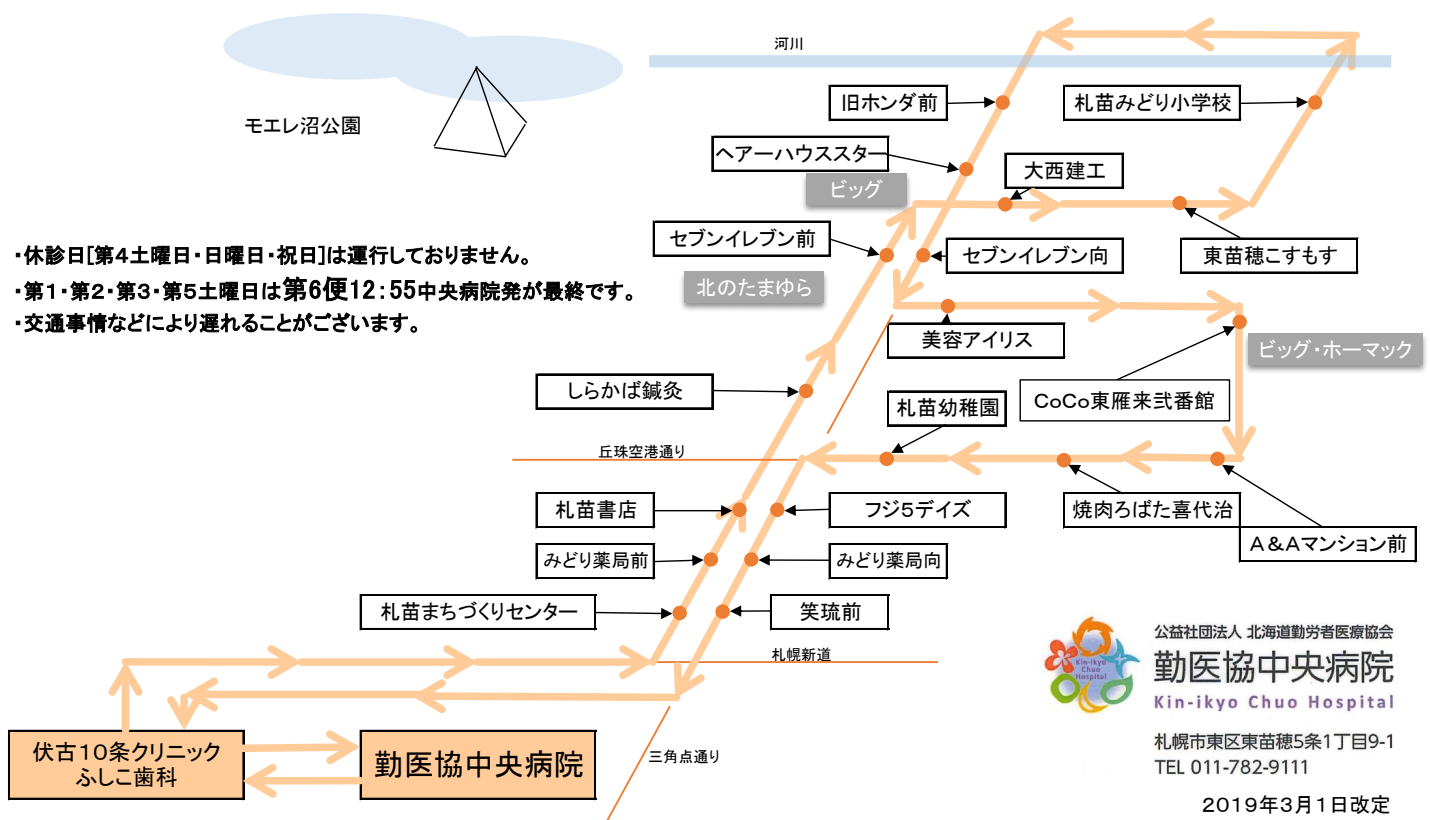 河川
モエレ沼公園
旧ホンダ前
札苗みどり小学校
ヘアーハウススター
ビッグ
大西建工
セブンイレブン前
セブンイレブン向
東苗穂こすもす
・休診日[第4土曜日・日曜日・祝日]は運行しておりません。
・第1・第2・第3・第5土曜日は第6便12:55中央病院発が最終です。
・交通事情などにより遅れることがございます。
北のたまゆら
美容アイリス
ビッグ・ホーマック
しらかば鍼灸
札苗幼稚園
CoCo東雁来弐番館
丘珠空港通り
札苗書店
フジ5デイズ
焼肉ろばた喜代治
A&Aマンション前
みどり薬局前
みどり薬局向
札苗まちづくりセンター
笑琉前
札幌新道
伏古10条クリニック
ふしこ歯科
勤医協中央病院
三角点通り
Kin-ikyo
Chuo
Hospital
公益社団法人 北海道勤労者医療協会
勤医協中央病院
Kin-ikyo Chuo Hospital
札幌市東区東苗穂5条1丁目9-1
TEL 011-782-9111
2019年3月1日改定